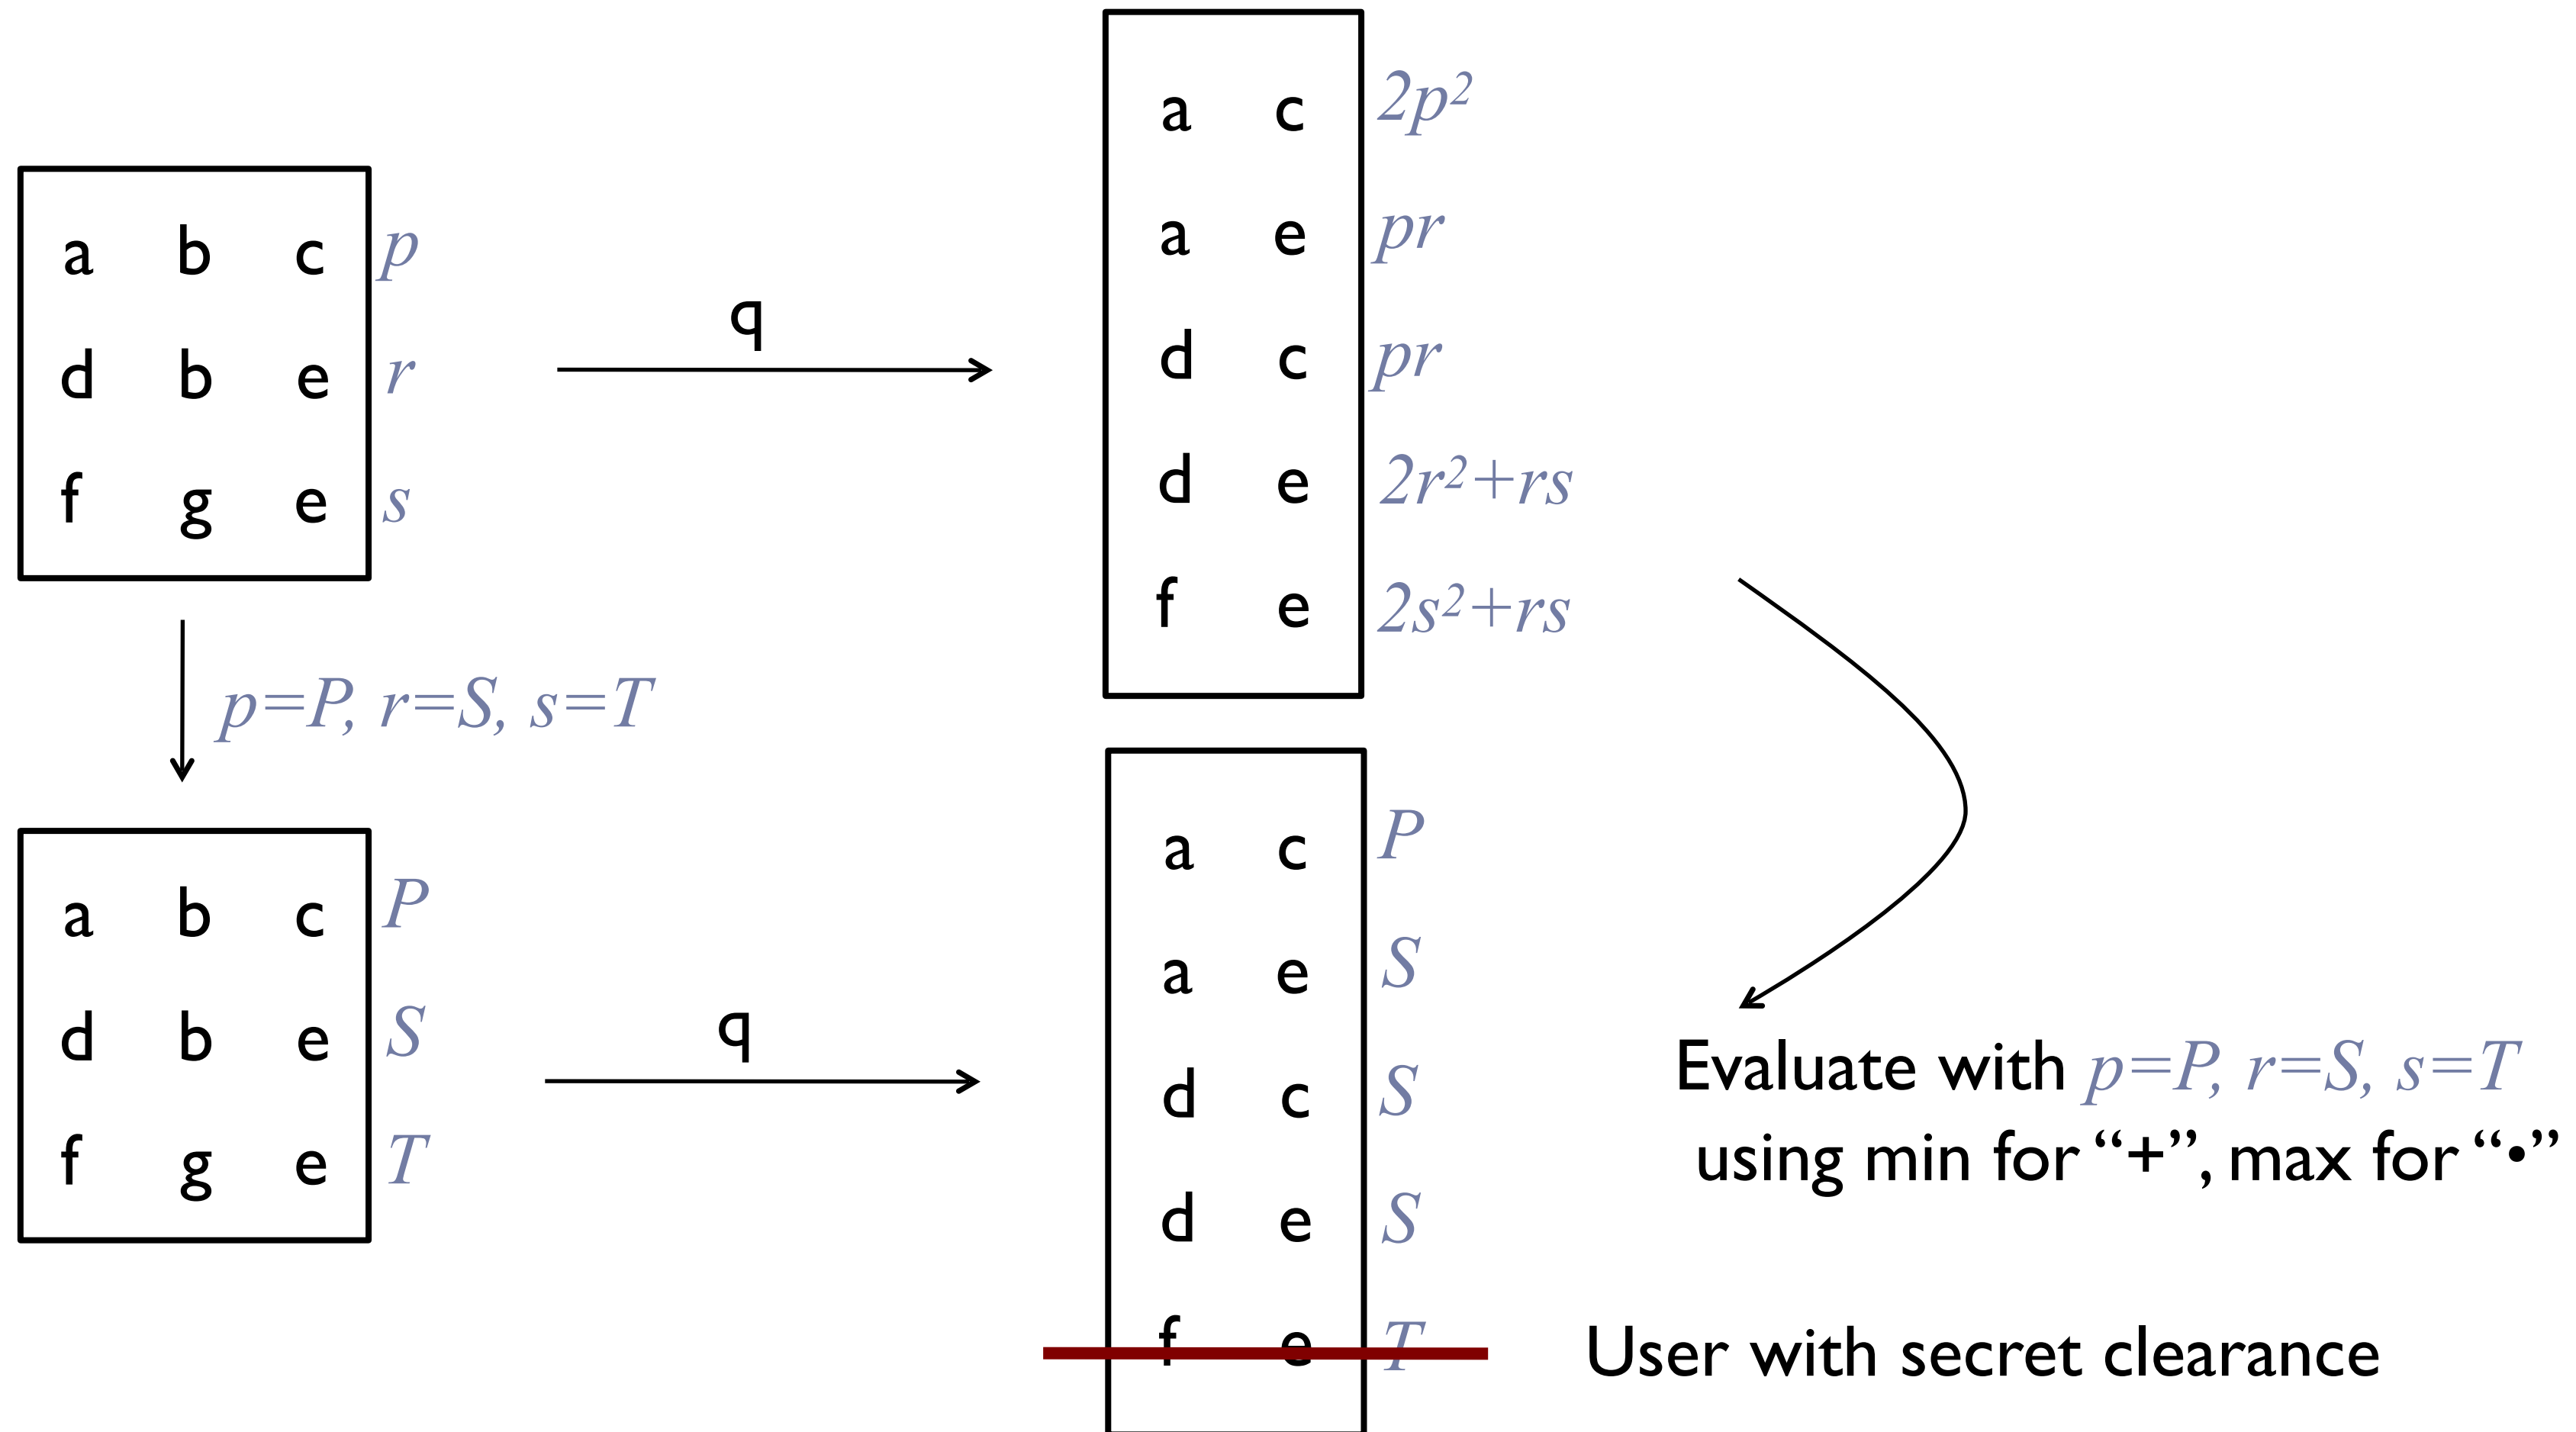 a b c p
d b e r
f g e s
q
a c 2p²
a e pr
d c pr
d e 2r²+rs
f e 2s²+rs
p=P, r=S, s=T
a b c P
d b e S
f g e T
q
a c P
a e S
d c S
d e S
f e T
Evaluate with p=P, r=S, s=T
using min for “+”, max for “•”
User with secret clearance